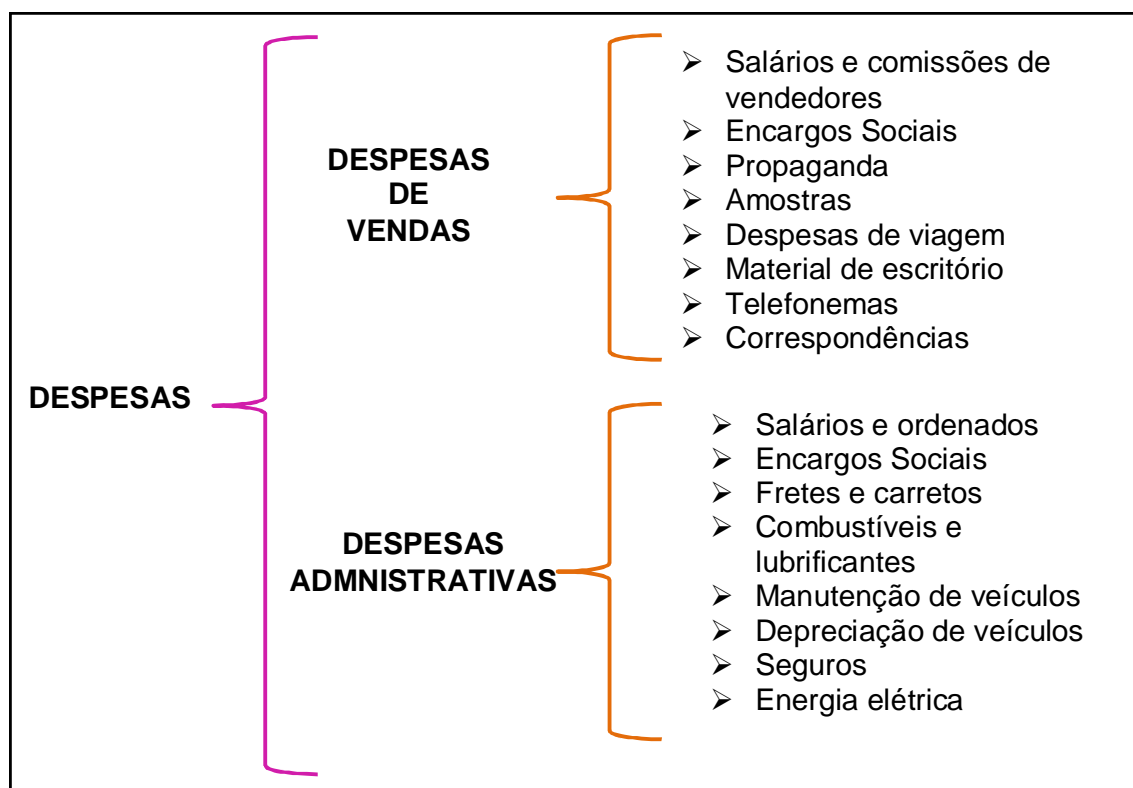 DESPESAS
DESPESAS
DE
VENDAS
➢ Salários e comissões de
vendedores
➢ Encargos Sociais
➢ Propaganda
➢ Amostras
➢ Despesas de viagem
➢ Material de escritório
➢ Telefonemas
➢ Correspondências
DESPESAS
ADMNISTRATIVAS
➢ Salários e ordenados
➢ Encargos Sociais
➢ Fretes e carretos
➢ Combustíveis e
lubrificantes
➢ Manutenção de veículos
➢ Depreciação de veículos
➢ Seguros
➢ Energia elétrica